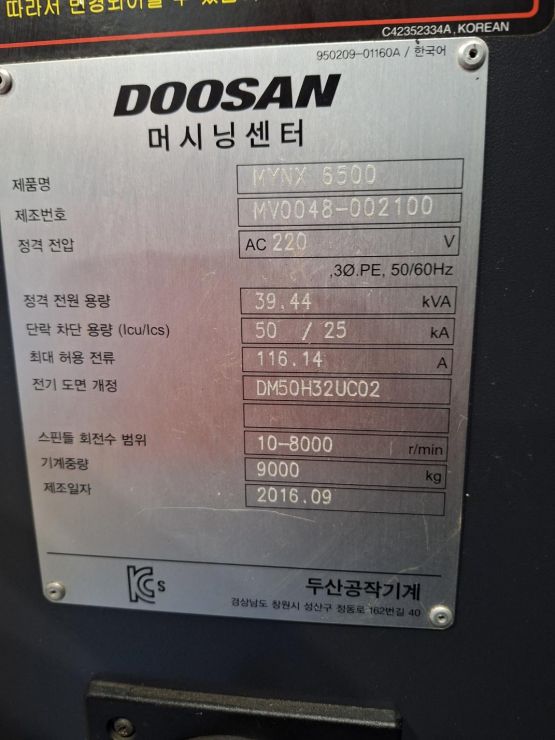 따라서 변경되어질 수 있습니다
C42352334A, KOREAN
950209-01160A / 한국어
DOOSAN
머시닝센터
제품명 MYNX 6500
제조번호 MV0048-002100
정격 전압 AC 220 V
,3Ø.PE, 50/60Hz
정격 전원 용량 39.44 kVA
단락 차단 용량 (Icu/Ics) 50 / 25 kA
최대 허용 전류 116.14 A
전기 도면 개정 DM50H32UC02
스핀들 회전수 범위 10-8000 r/min
기계중량 9000 kg
제조일자 2016.09
KCs 두산공작기계
경상남도 창원시 성산구 정동로 162번길 40